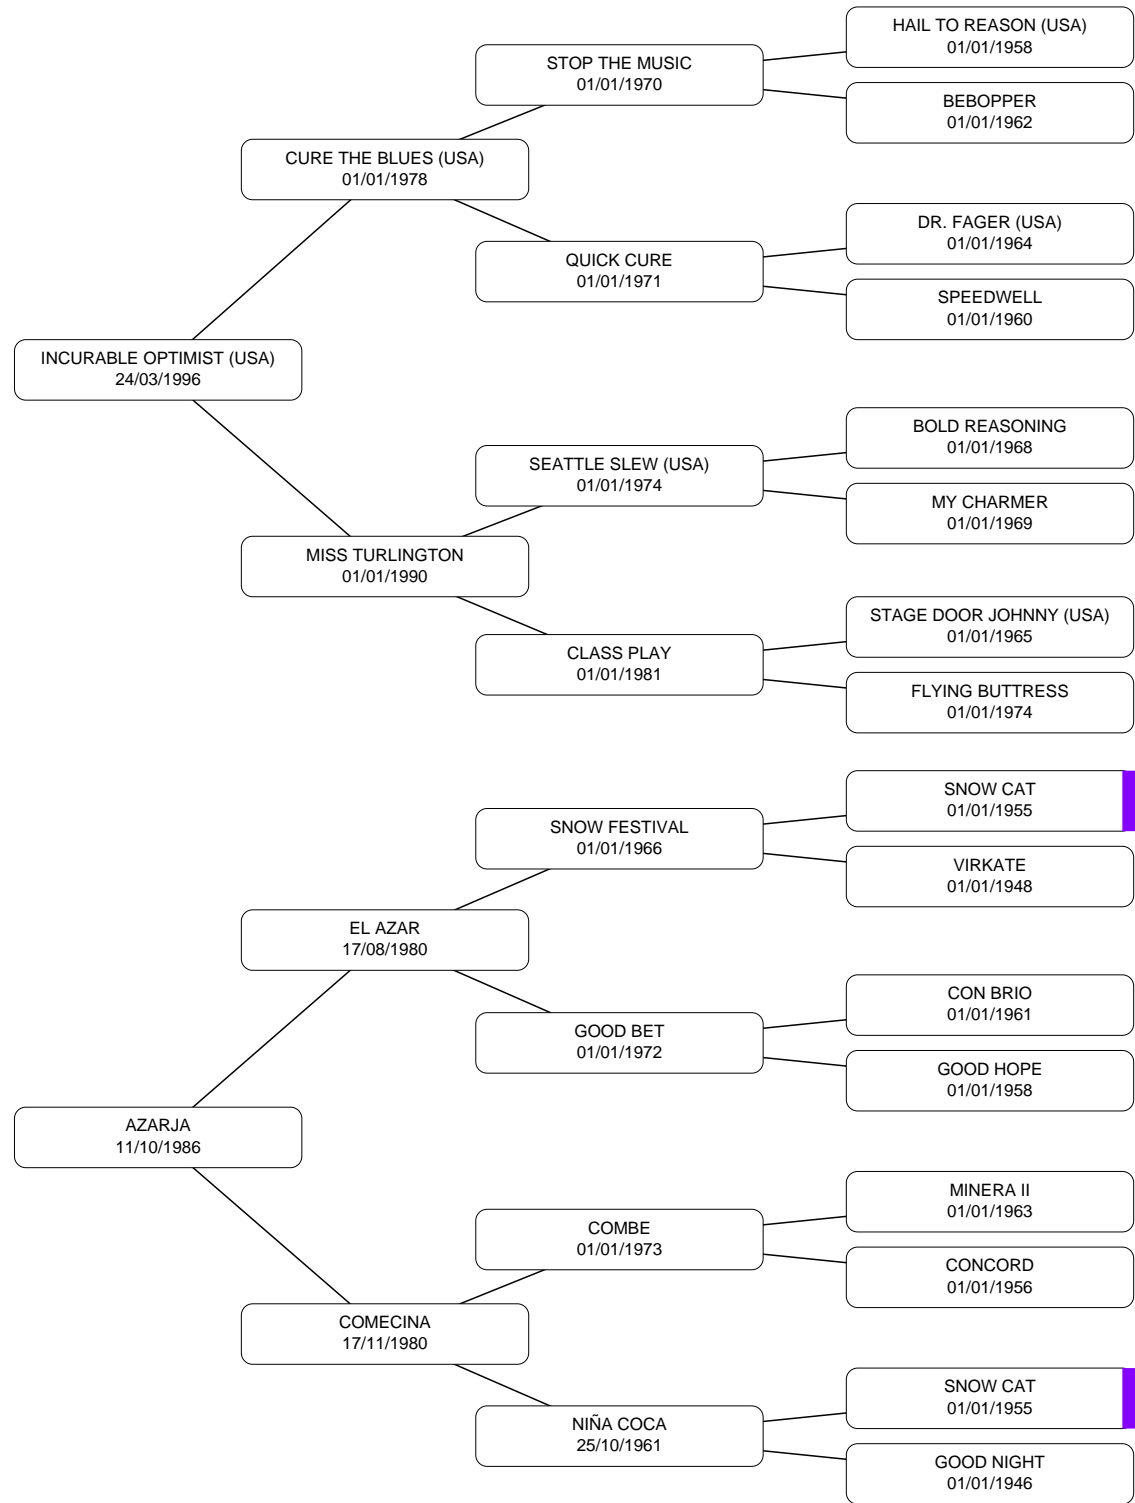 HAIL TO REASON (USA)
01/01/1958
STOP THE MUSIC
01/01/1970
BEBOPPER
01/01/1962
CURE THE BLUES (USA)
01/01/1978
DR. FAGER (USA)
01/01/1964
QUICK CURE
01/01/1971
SPEEDWELL
01/01/1960
INCURABLE OPTIMIST (USA)
24/03/1996
BOLD REASONING
01/01/1968
SEATTLE SLEW (USA)
01/01/1974
MY CHARMER
01/01/1969
MISS TURLINGTON
01/01/1990
STAGE DOOR JOHNNY (USA)
01/01/1965
CLASS PLAY
01/01/1981
FLYING BUTTRESS
01/01/1974
SNOW CAT
01/01/1955
SNOW FESTIVAL
01/01/1966
VIRKATE
01/01/1948
EL AZAR
17/08/1980
CON BRIO
01/01/1961
GOOD BET
01/01/1972
GOOD HOPE
01/01/1958
AZARJA
11/10/1986
MINERA II
01/01/1963
COMBE
01/01/1973
CONCORD
01/01/1956
COMECINA
17/11/1980
SNOW CAT
01/01/1955
NIÑA COCA
25/10/1961
GOOD NIGHT
01/01/1946